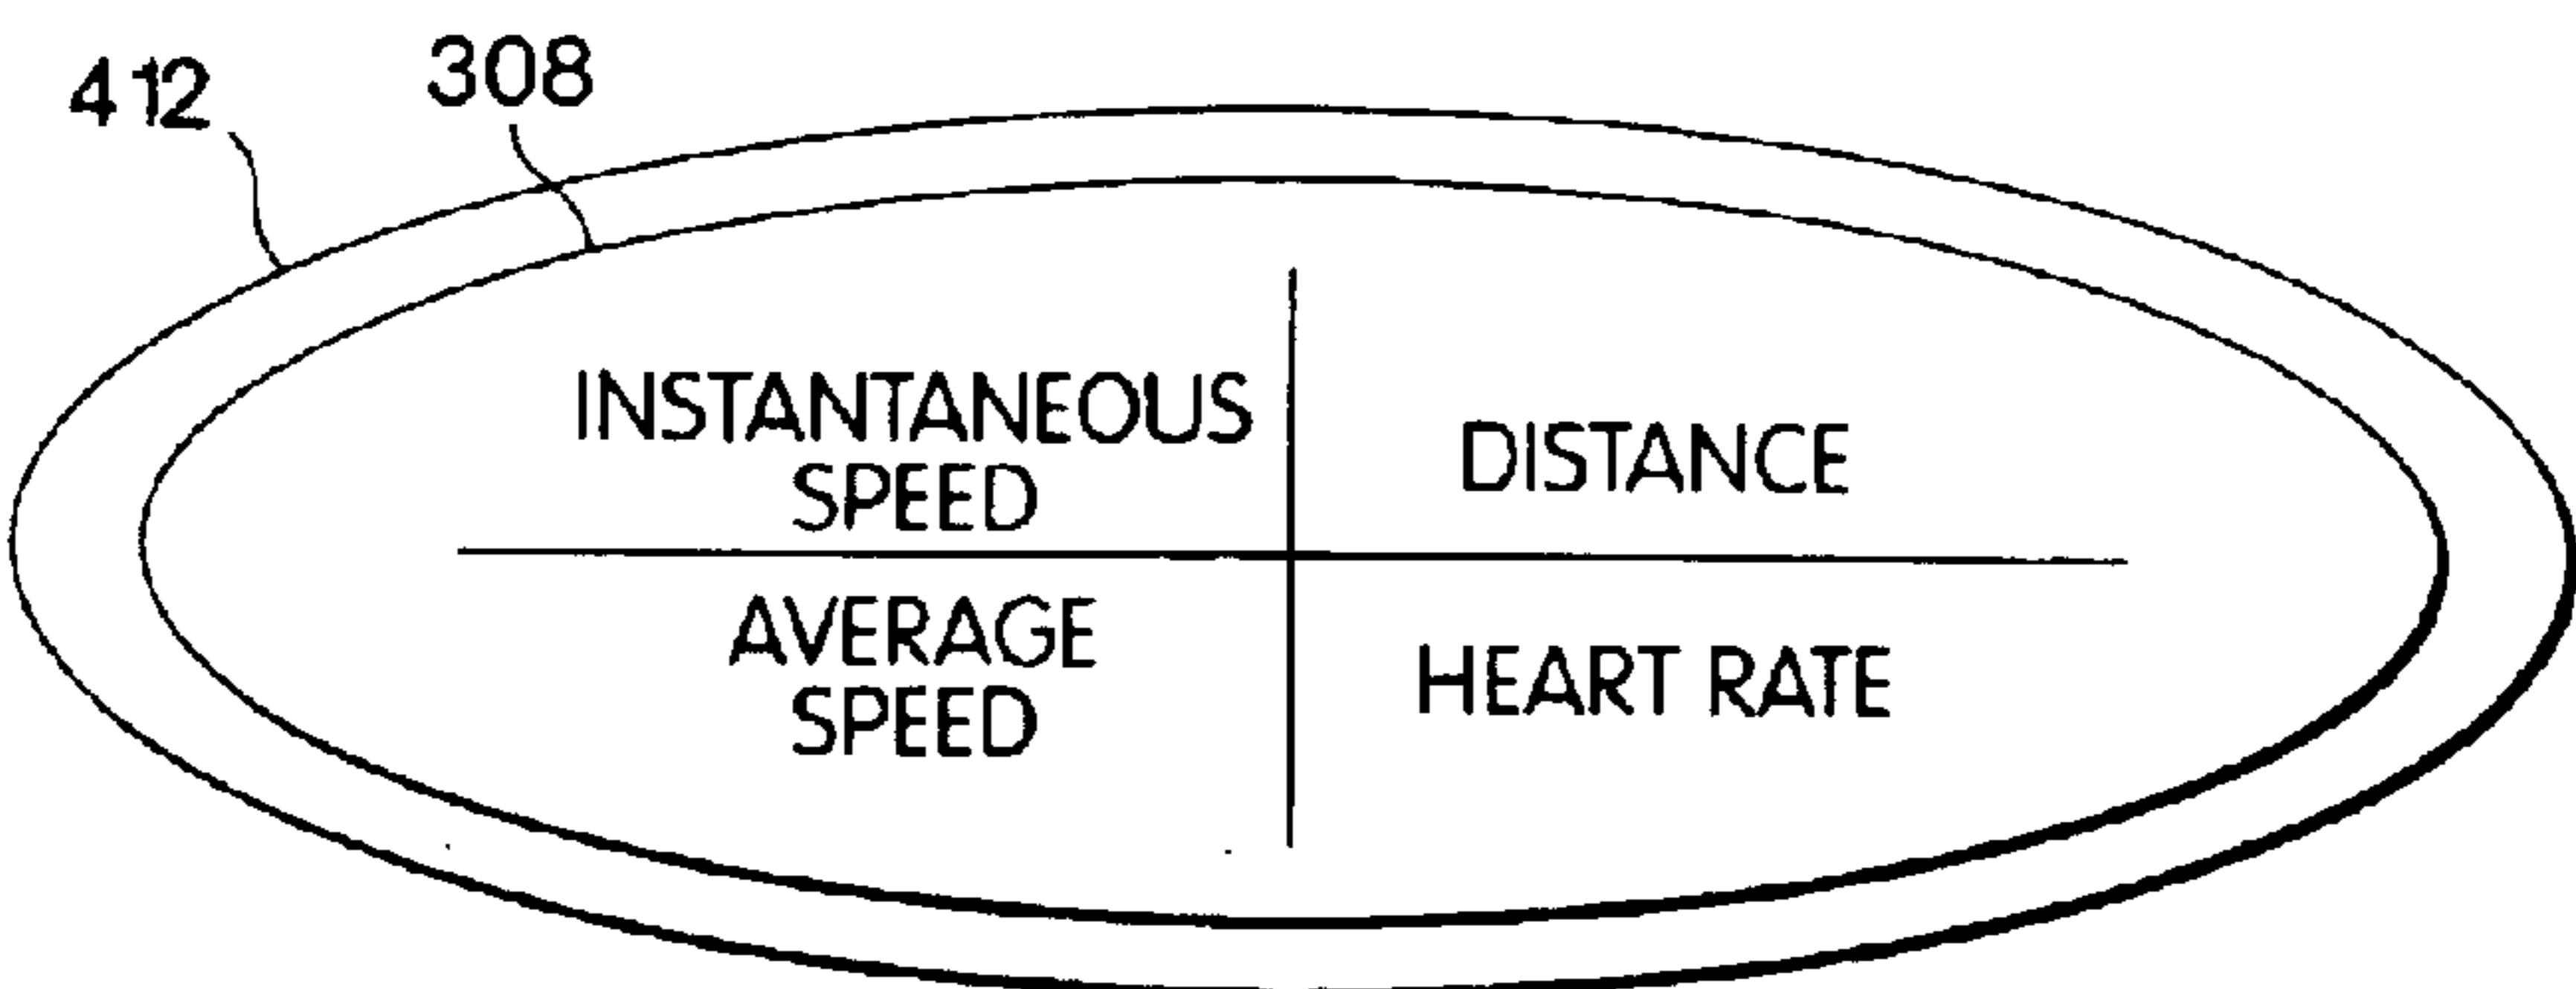 412
308
INSTANTANEOUS
SPEED
DISTANCE
AVERAGE
SPEED
HEART RATE